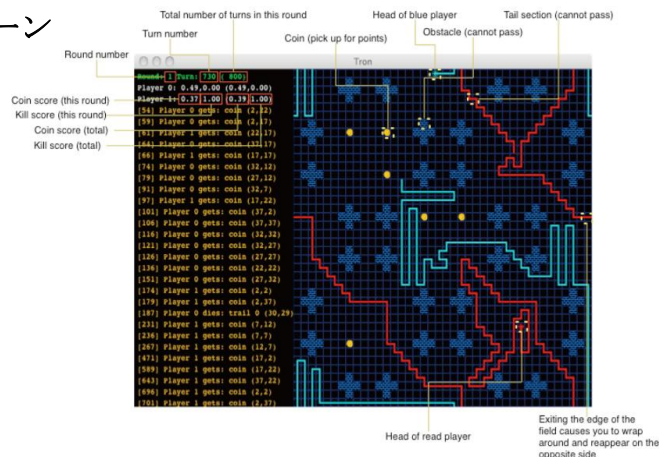 ーン
Total number of turns in this round
Turn number
Round number
Head of blue player
Tail section (cannot pass)
Coin (pick up for points)
Obstacle (cannot pass)
Tron
Round: 1 Turn: 730 ( 800)
Player 0: 0.49,0.00 (0.49,0.00)
Player 1: 0.37 1.00 (0.39 1.00)
Coin score (this round)
Kill score (this round)
Coin score (total)
Kill score (total)
[54] Player 0 gets: coin (2,22)
[59] Player 0 gets: coin (2,17)
[61] Player 1 gets: coin (22,17)
[64] Player 0 gets: coin (37,17)
[66] Player 1 gets: coin (17,17)
[74] Player 0 gets: coin (32,12)
[79] Player 0 gets: coin (27,12)
[91] Player 0 gets: coin (32,7)
[97] Player 1 gets: coin (17,22)
[101] Player 0 gets: coin (37,2)
[106] Player 0 gets: coin (37,37)
[116] Player 0 gets: coin (32,32)
[121] Player 0 gets: coin (32,27)
[126] Player 0 gets: coin (27,27)
[136] Player 0 gets: coin (22,22)
[151] Player 0 gets: coin (27,32)
[174] Player 1 gets: coin (2,2)
[179] Player 1 gets: coin (2,37)
[187] Player 0 dies: trail 0 (30,29)
[231] Player 1 gets: coin (7,12)
[236] Player 1 gets: coin (7,7)
[267] Player 1 gets: coin (12,7)
[471] Player 1 gets: coin (17,2)
[589] Player 1 gets: coin (17,22)
[643] Player 1 gets: coin (37,22)
[696] Player 1 gets: coin (2,2)
[701] Player 1 gets: coin (2,37)
Head of read player
Exiting the edge of the
field causes you to wrap
around and reappear on the
opposite side